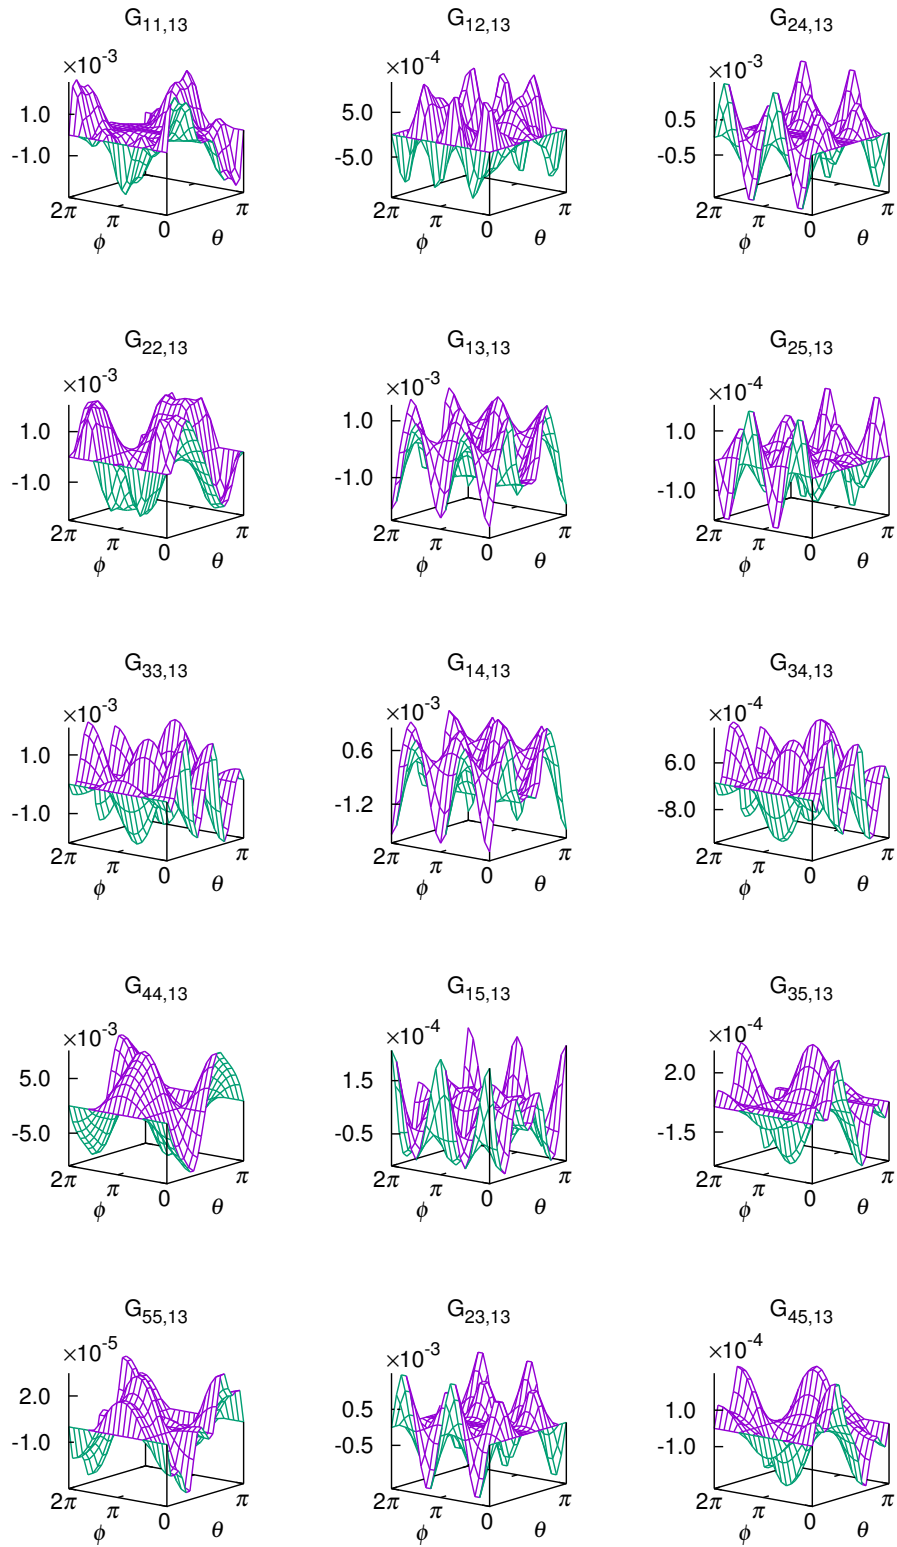 G11,13
×10-3
1.0
-1.0
2π
π
0
π
ϕ
θ
G12,13
×10-4
5.0
-5.0
2π
π
0
π
ϕ
θ
G24,13
×10-3
0.5
-0.5
2π
π
0
π
ϕ
θ
G22,13
×10-3
1.0
-1.0
2π
π
0
π
ϕ
θ
G13,13
×10-3
1.0
-1.0
2π
π
0
π
ϕ
θ
G25,13
×10-4
1.0
-1.0
2π
π
0
π
ϕ
θ
G33,13
×10-3
1.0
-1.0
2π
π
0
π
ϕ
θ
G14,13
×10-3
0.6
-1.2
2π
π
0
π
ϕ
θ
G34,13
×10-4
6.0
-8.0
2π
π
0
π
ϕ
θ
G44,13
×10-3
5.0
-5.0
2π
π
0
π
ϕ
θ
G15,13
×10-4
1.5
-0.5
2π
π
0
π
ϕ
θ
G35,13
×10-4
2.0
-1.5
2π
π
0
π
ϕ
θ
G55,13
×10-5
2.0
-1.0
2π
π
0
π
ϕ
θ
G23,13
×10-3
0.5
-0.5
2π
π
0
π
ϕ
θ
G45,13
×10-4
1.0
-1.0
2π
π
0
π
ϕ
θ